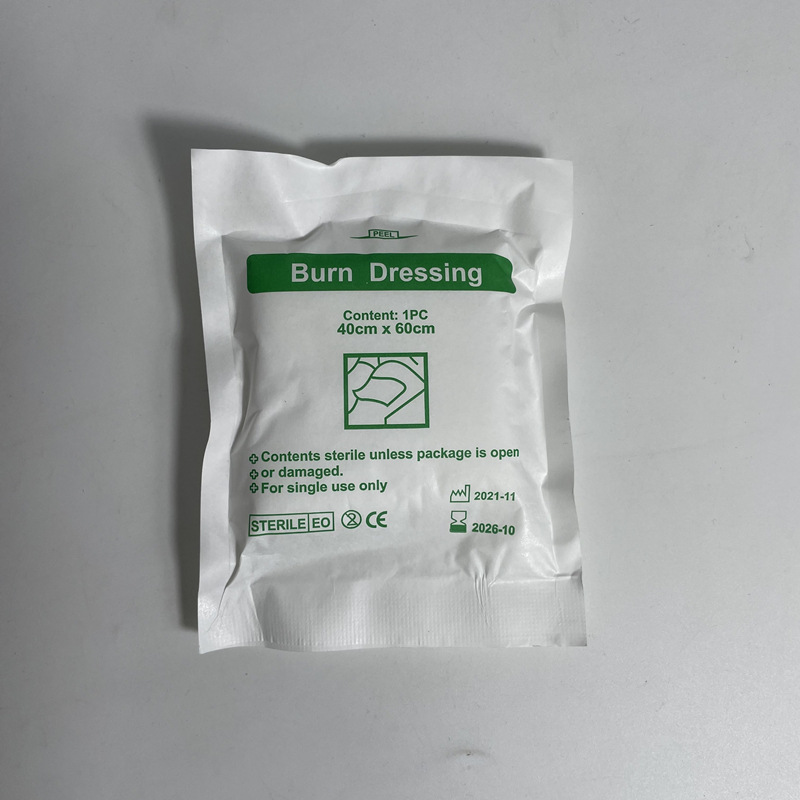 PEEL
Burn Dressing
Content: 1PC
40cm x 60cm
Contents sterile unless package is open
or damaged.
For single use only
2021-11
STERILE EO 2 CE
2026-10